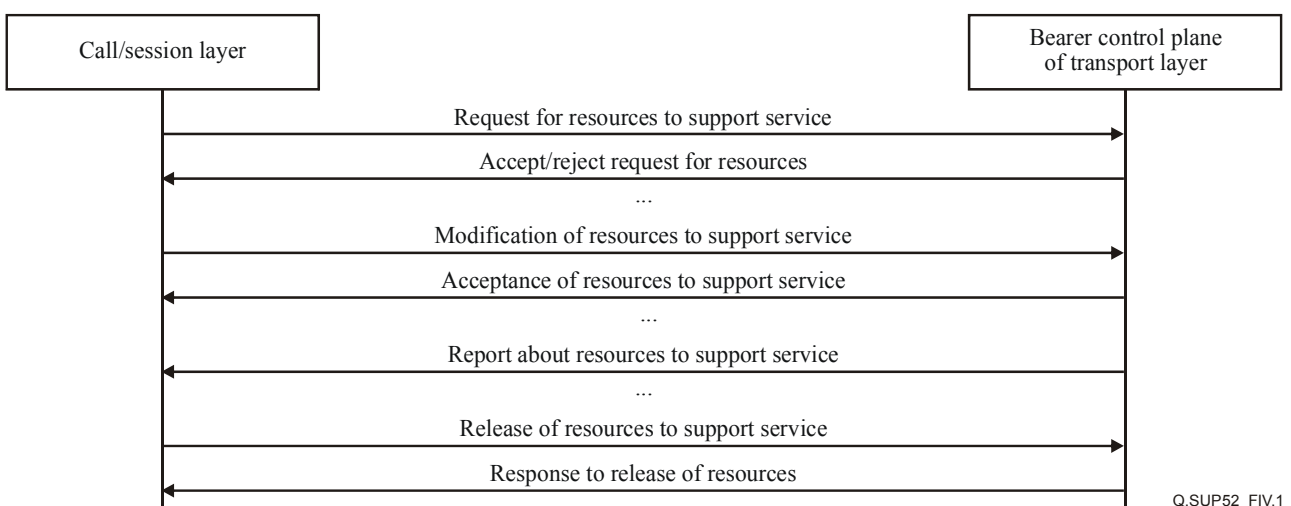 Call/session layer
Bearer control plane
of transport layer
Request for resources to support service
Accept/reject request for resources
...
Modification of resources to support service
Acceptance of resources to support service
...
Report about resources to support service
...
Release of resources to support service
Response to release of resources
Q.SUP52_FIV.1